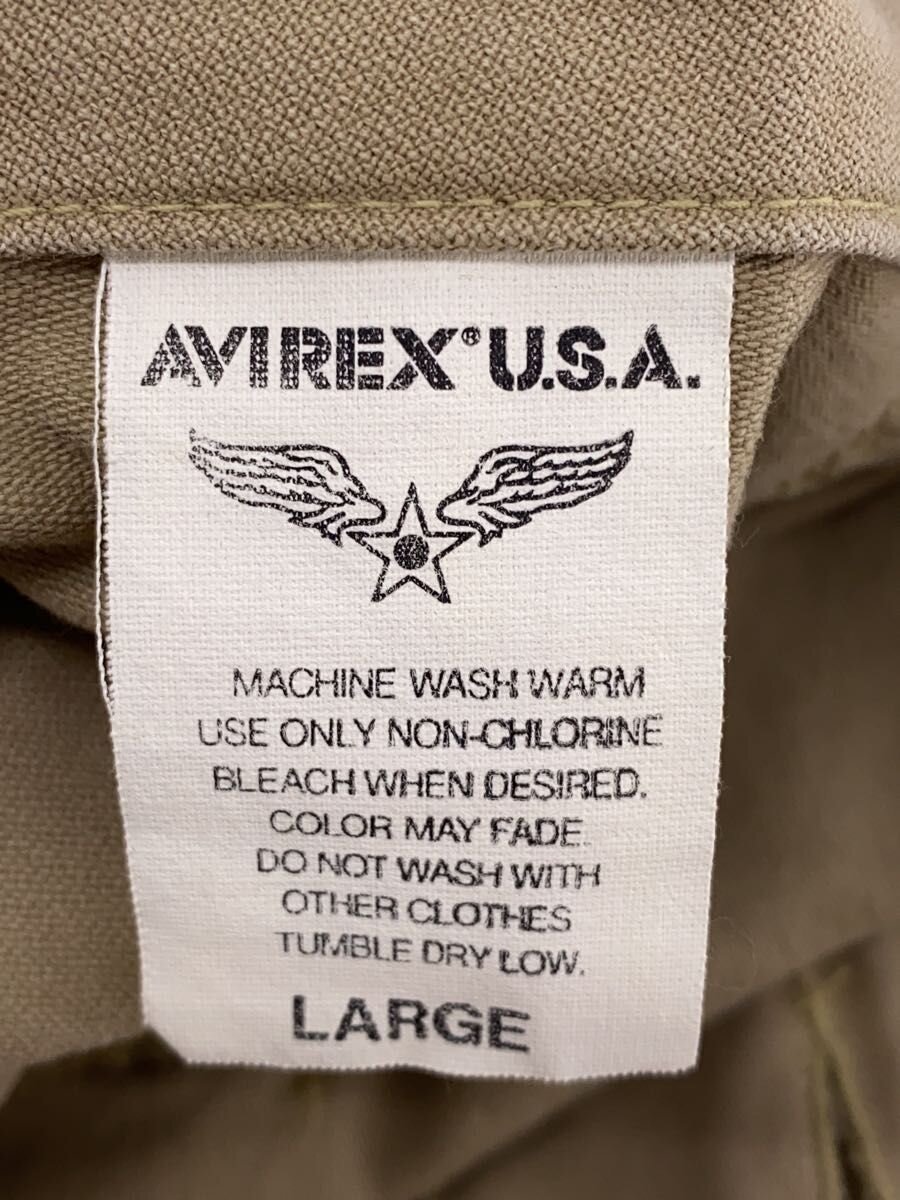 AVIREX® U.S.A.
MACHINE WASH WARM
USE ONLY NON-CHLORINE
BLEACH WHEN DESIRED.
COLOR MAY FADE.
DO NOT WASH WITH
OTHER CLOTHES
TUMBLE DRY LOW.
LARGE